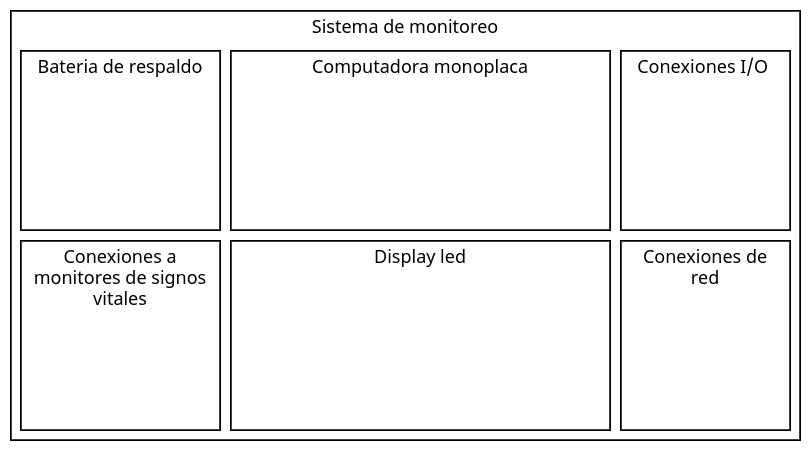 Sistema de monitoreo
Bateria de respaldo
Computadora monoplaca
Conexiones I/O
Conexiones a
monitores de signos
vitales
Display led
Conexiones de
red